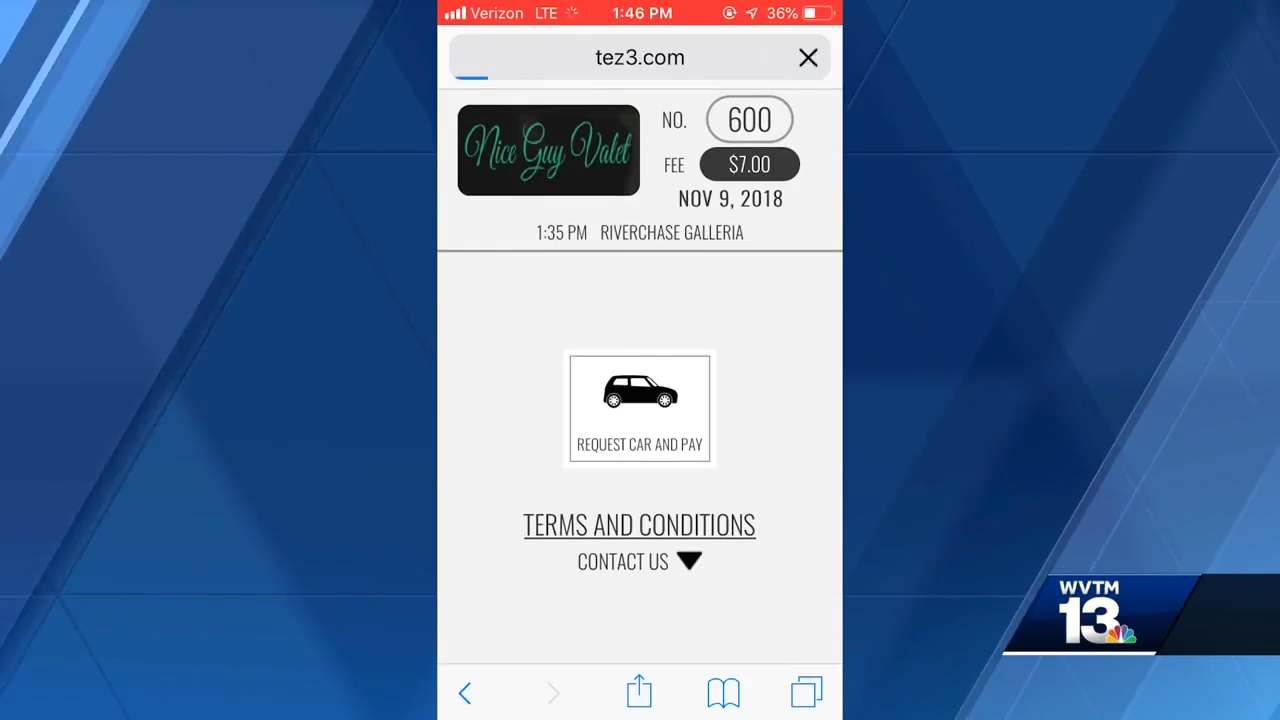 Verizon LTE 1:46 PM 36%
tez3.com
Nice Guy Valet
NO. 600
FEE $7.00
NOV 9, 2018
1:35 PM RIVERCHASE GALLERIA
REQUEST CAR AND PAY
TERMS AND CONDITIONS
CONTACT US
WVTM
13